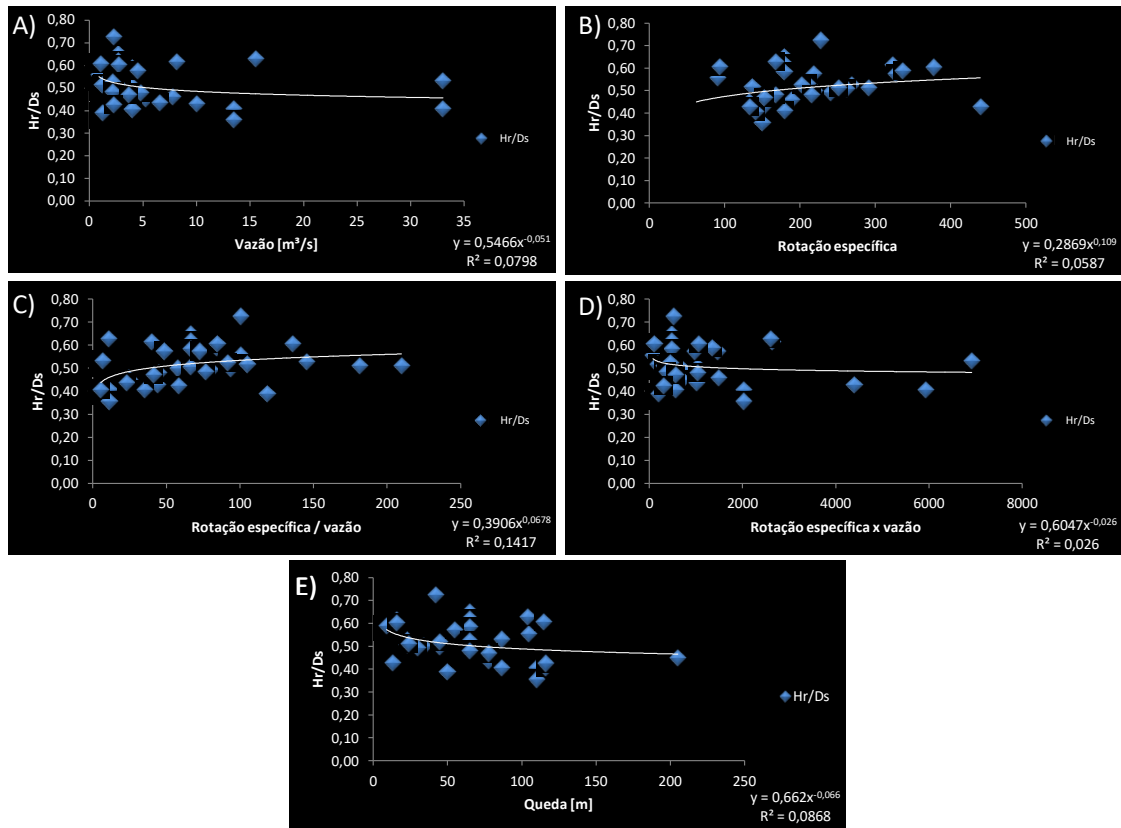 A)
Hr/Ds
0,80
0,70
0,60
0,50
0,40
0,30
0,20
0,10
0,00
0 5 10 15 20 25 30 35
Vazão [m³/s]
Hr/Ds
y = 0,5466x^-0,051
R² = 0,0798
B)
Hr/Ds
0,80
0,70
0,60
0,50
0,40
0,30
0,20
0,10
0,00
0 100 200 300 400 500
Rotação específica
Hr/Ds
y = 0,2869x^0,109
R² = 0,0587
C)
Hr/Ds
0,80
0,70
0,60
0,50
0,40
0,30
0,20
0,10
0,00
0 50 100 150 200 250
Rotação específica / vazão
Hr/Ds
y = 0,3906x^0,0678
R² = 0,1417
D)
Hr/Ds
0,80
0,70
0,60
0,50
0,40
0,30
0,20
0,10
0,00
0 2000 4000 6000 8000
Rotação específica x vazão
Hr/Ds
y = 0,6047x^-0,026
R² = 0,026
E)
Hr/Ds
0,80
0,70
0,60
0,50
0,40
0,30
0,20
0,10
0,00
0 50 100 150 200 250
Queda [m]
Hr/Ds
y = 0,662x^-0,066
R² = 0,0868